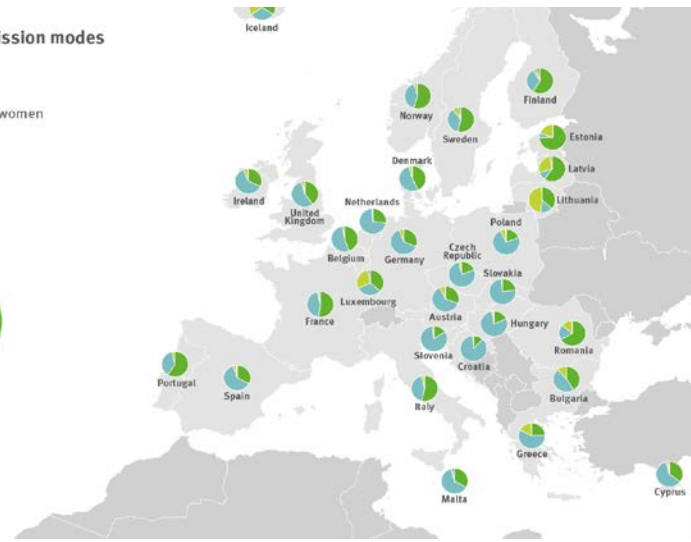 Iceland
ission modes
women
Norway
Finland
Sweden
Estonia
Denmark
Latvia
Ireland
United
Kingdom
Netherlands
Lithuania
Belgium
Germany
Poland
Czech
Republic
Slovakia
Luxembourg
France
Austria
Hungary
Slovenia
Croatia
Romania
Portugal
Spain
Italy
Bulgaria
Greece
Malta
Cyprus